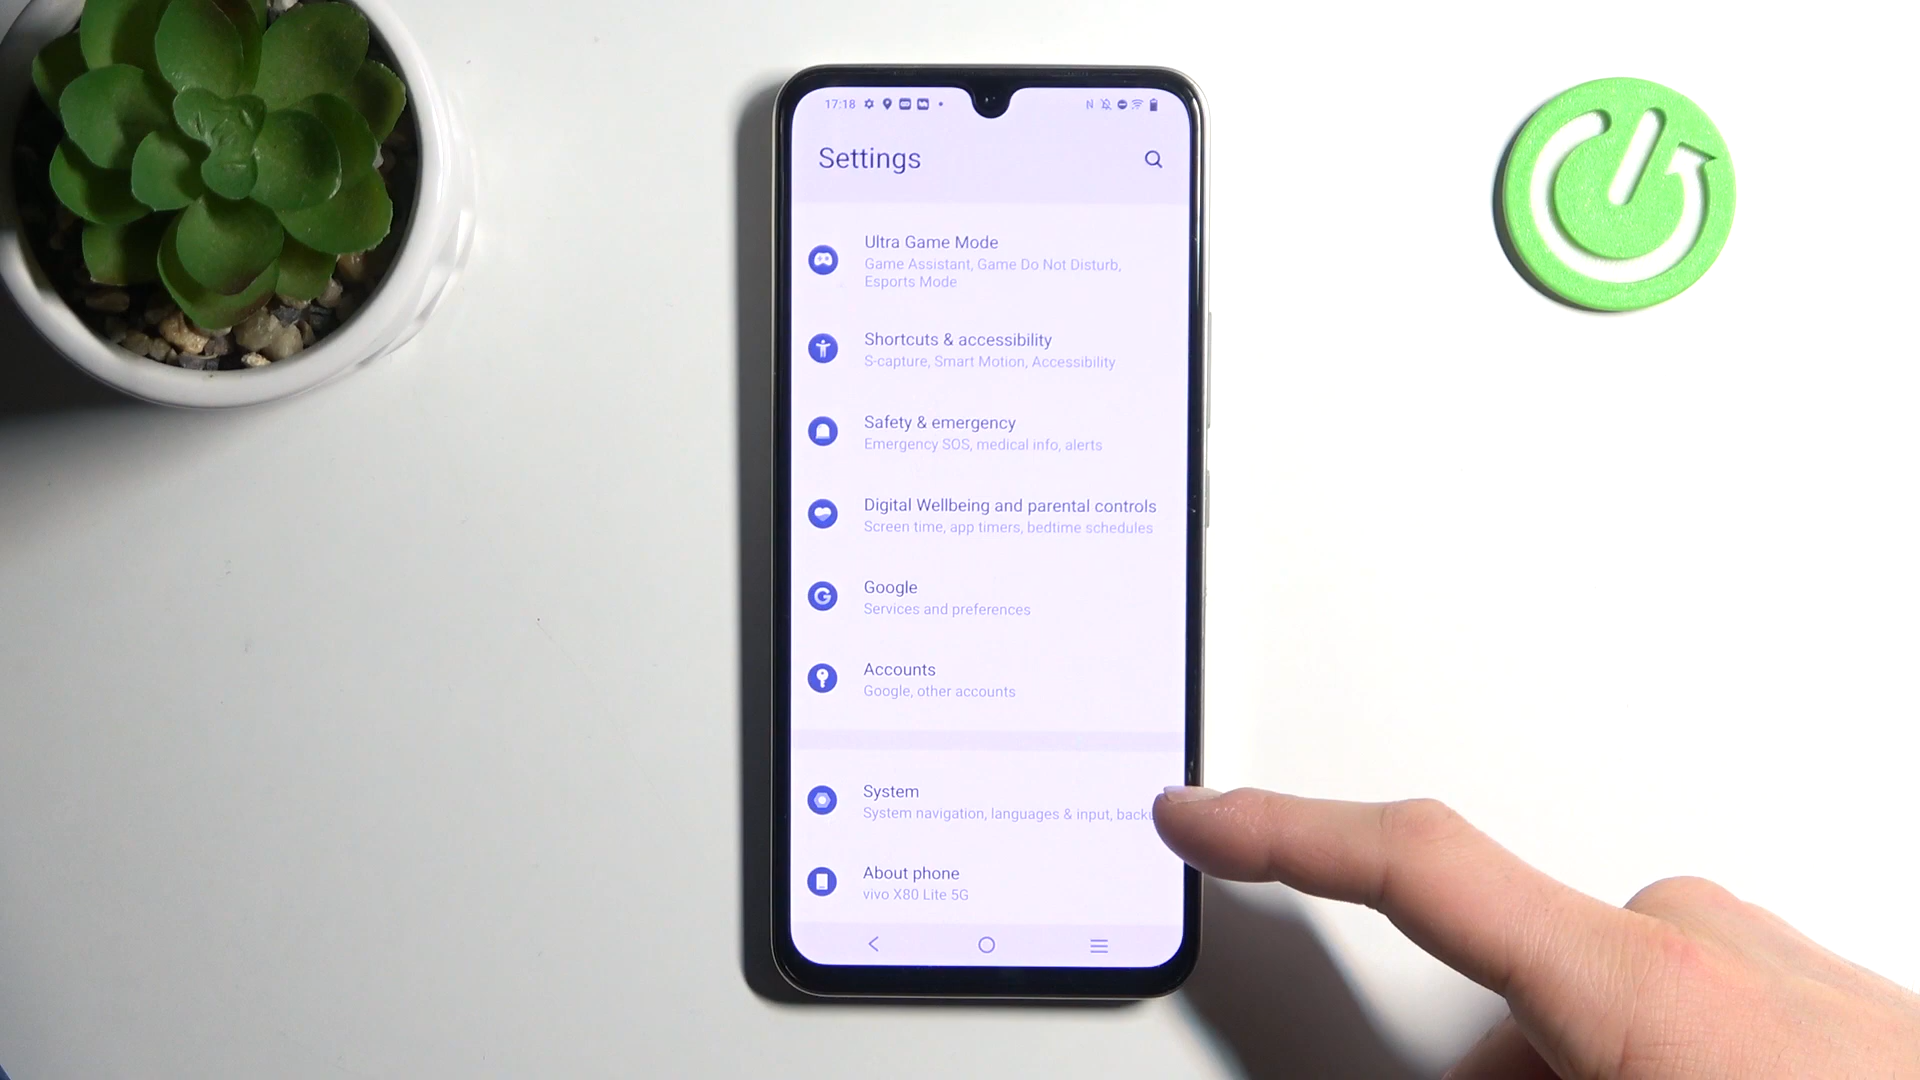 17:18
Settings
Ultra Game Mode
Game Assistant, Game Do Not Disturb,
Esports Mode
Shortcuts & accessibility
S-capture, Smart Motion, Accessibility
Safety & emergency
Emergency SOS, medical info, alerts
Digital Wellbeing and parental controls
Screen time, app timers, bedtime schedules
Google
Services and preferences
Accounts
Google, other accounts
System
System navigation, languages & input, backu
About phone
vivo X80 Lite 5G